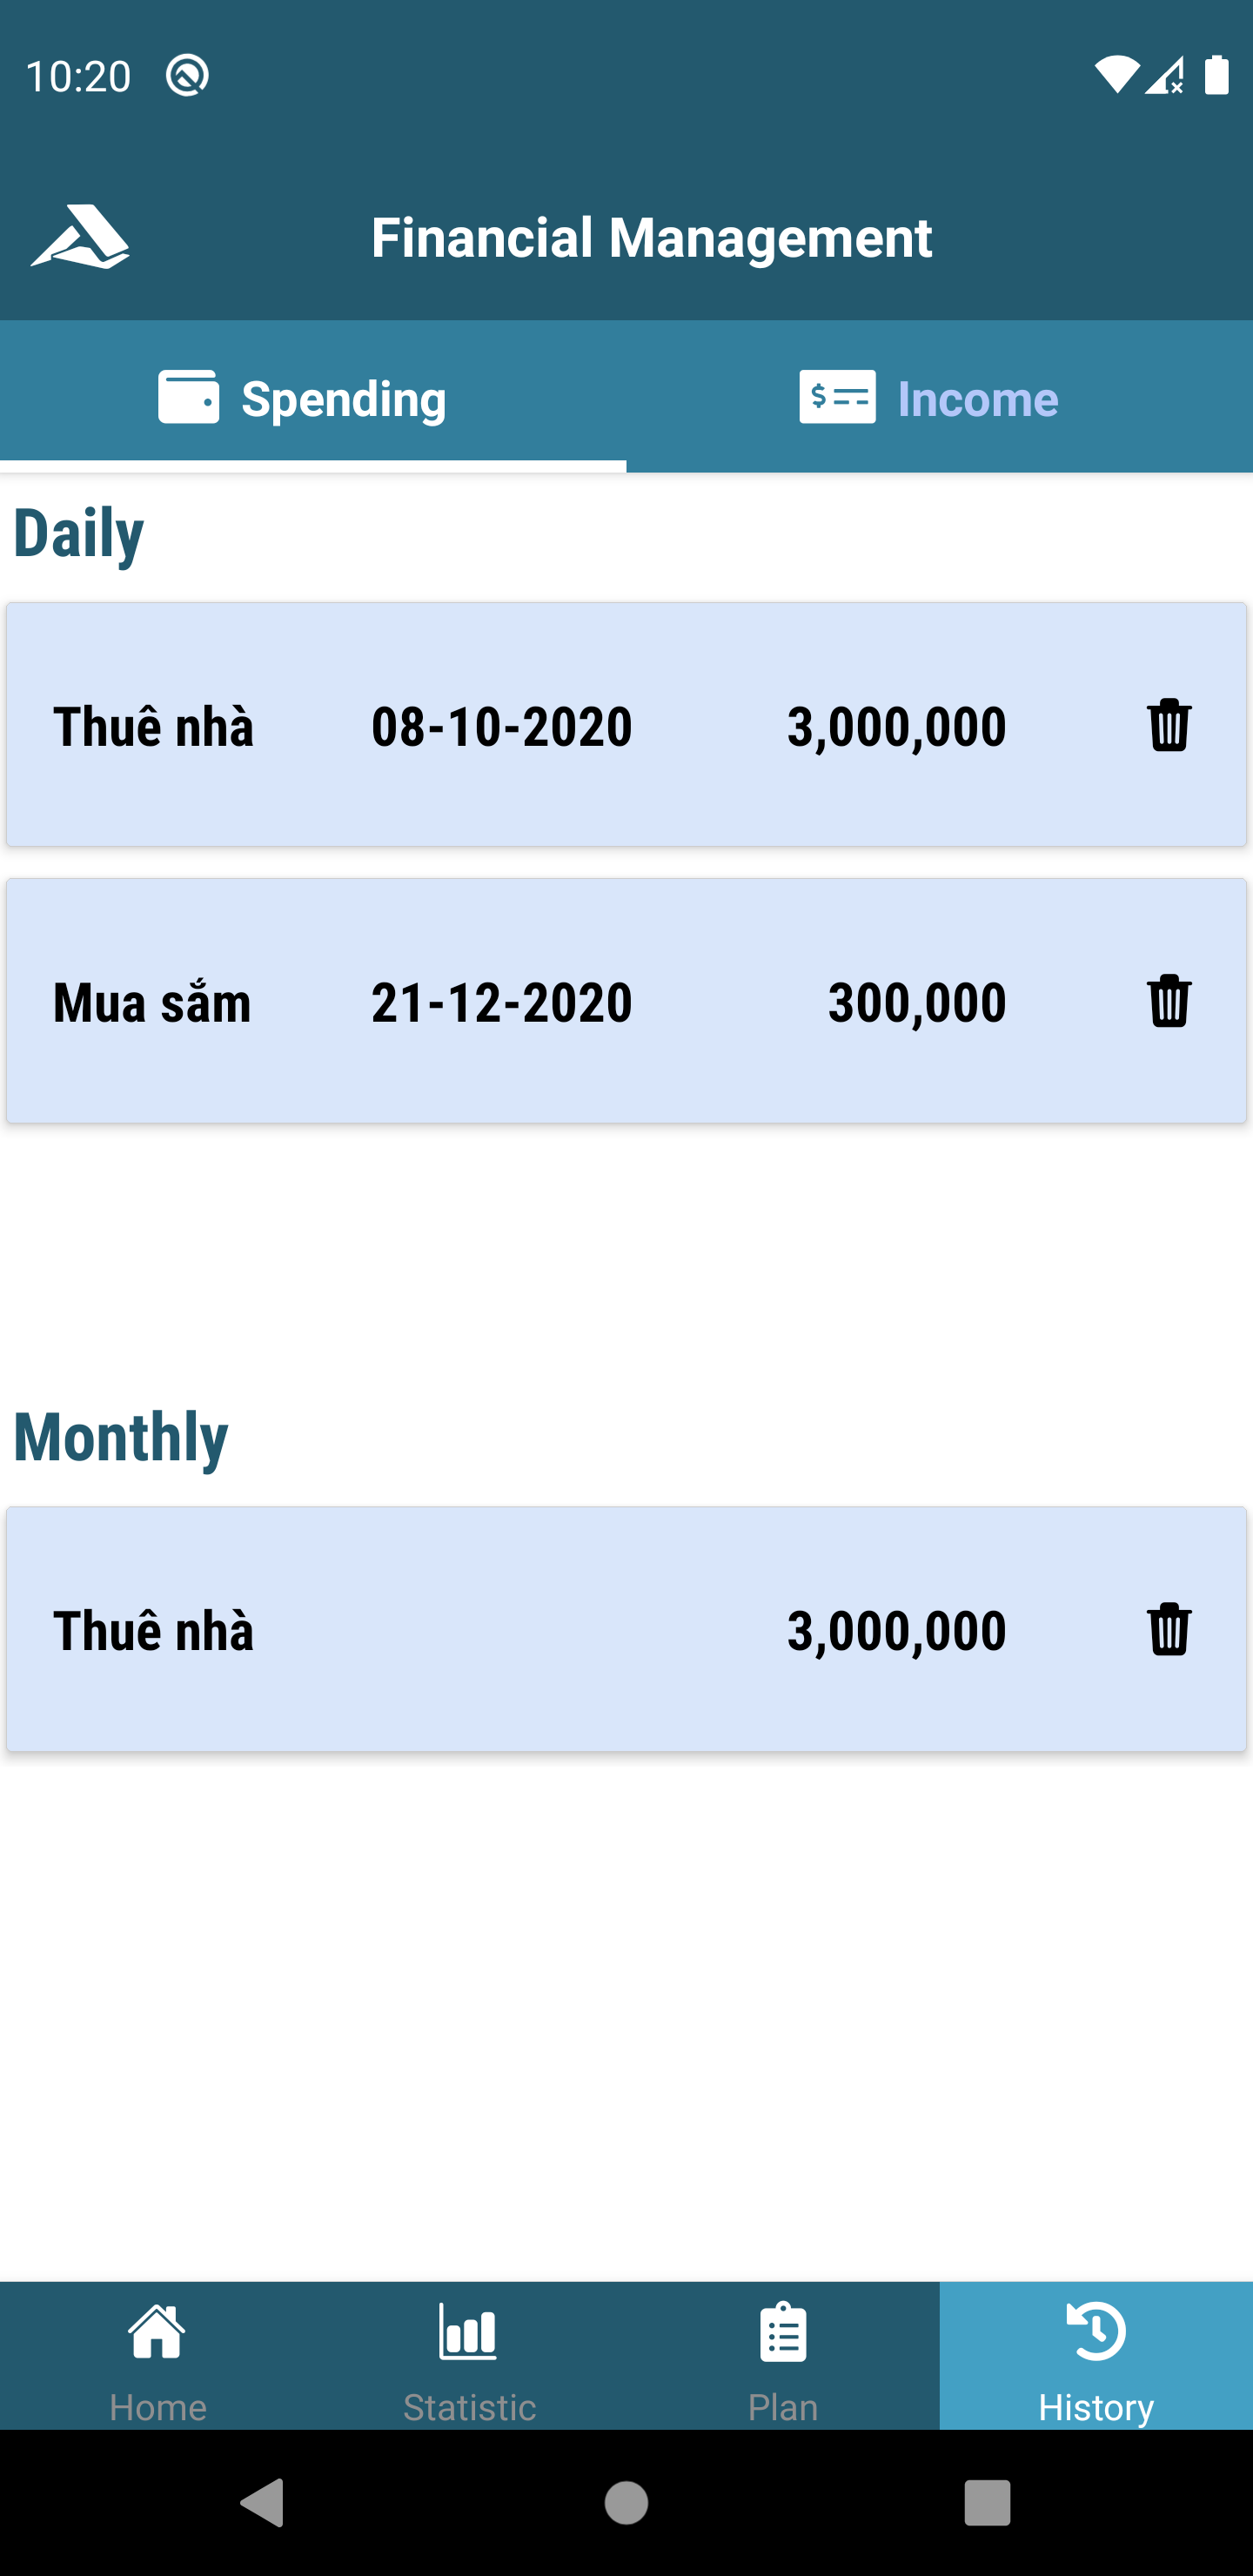 10:20
Financial Management
Spending Income
Daily
Thuê nhà 08-10-2020 3,000,000
Mua sắm 21-12-2020 300,000
Monthly
Thuê nhà 3,000,000
Home Statistic Plan History